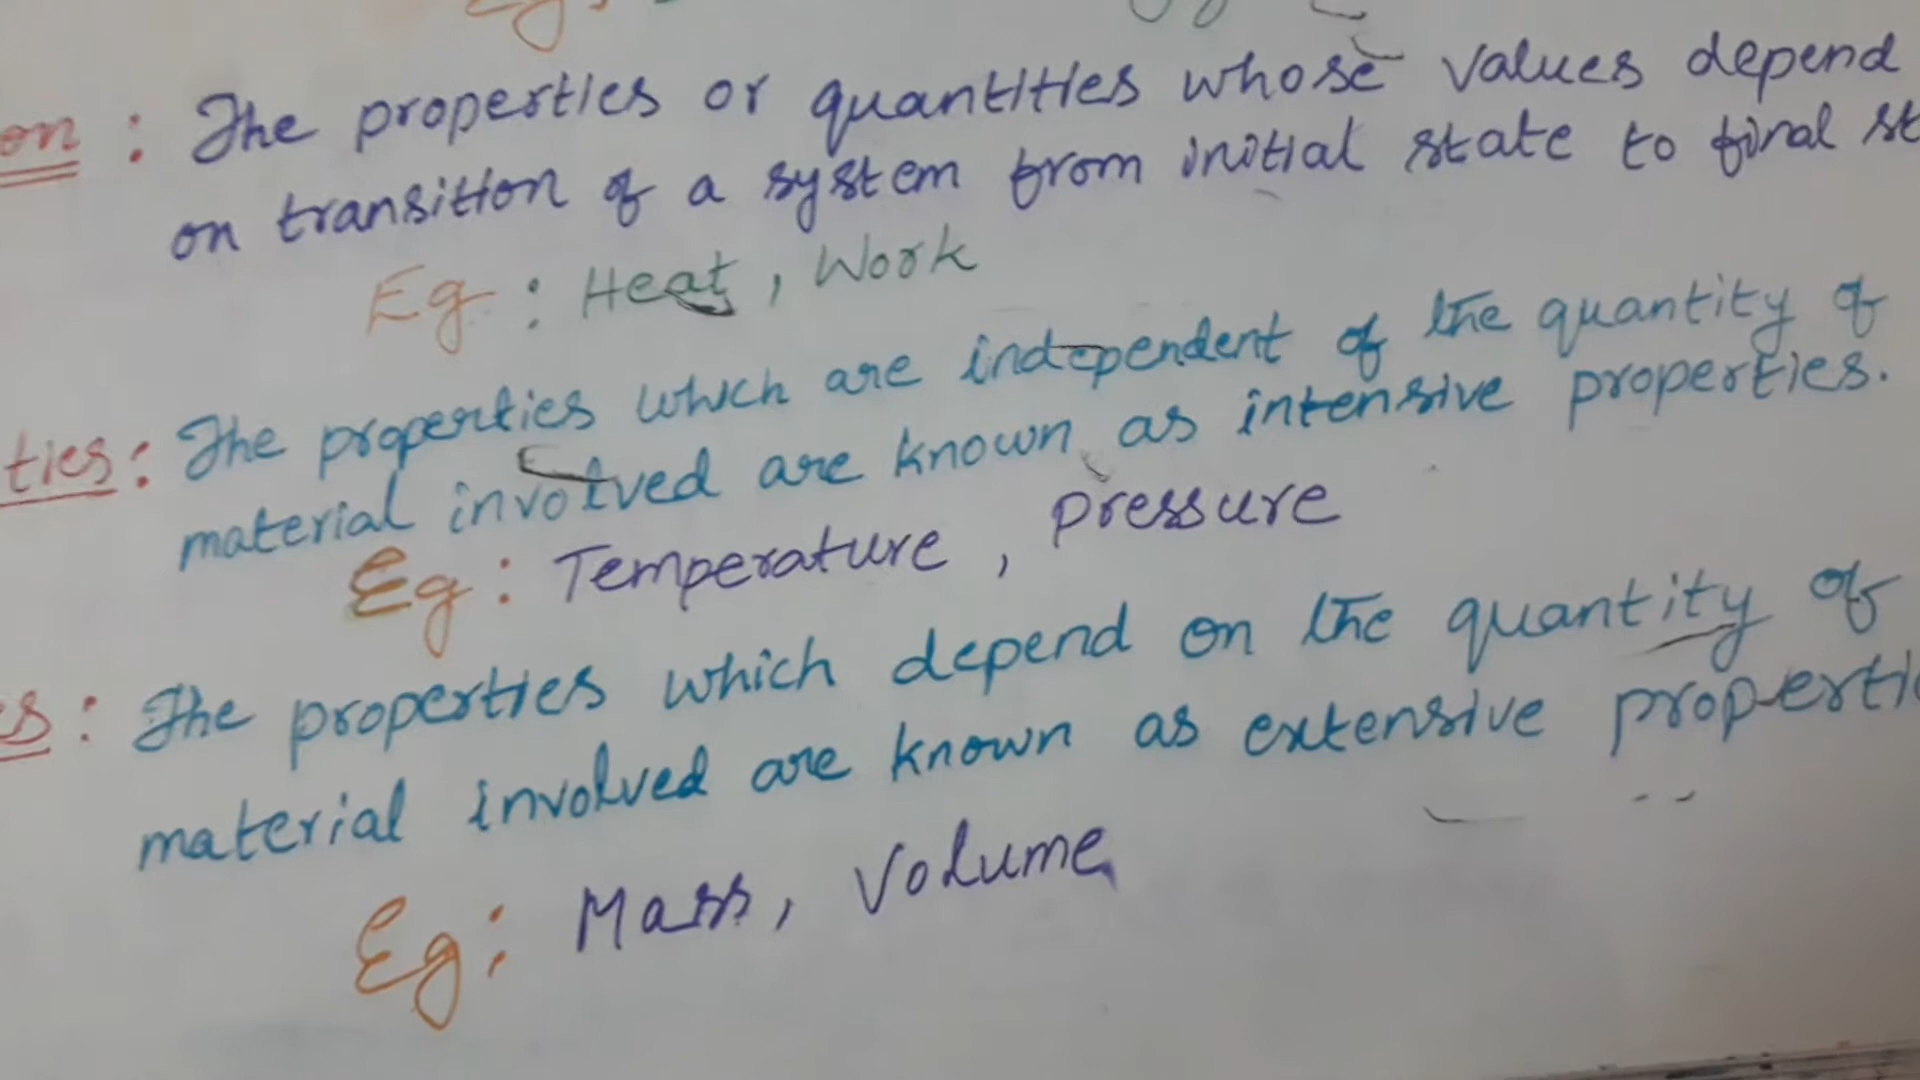 Eg:
on : The properties or quantities whose values depend
on transition of a system from initial state to final st
Eg : Heat, Work
ties : The properties which are independent of the quantity of
material involved are known as intensive properties.
Eg : Temperature, pressure
es : The properties which depend on the quantity of
material involved are known as extensive properti
Eg : Mass, Volume